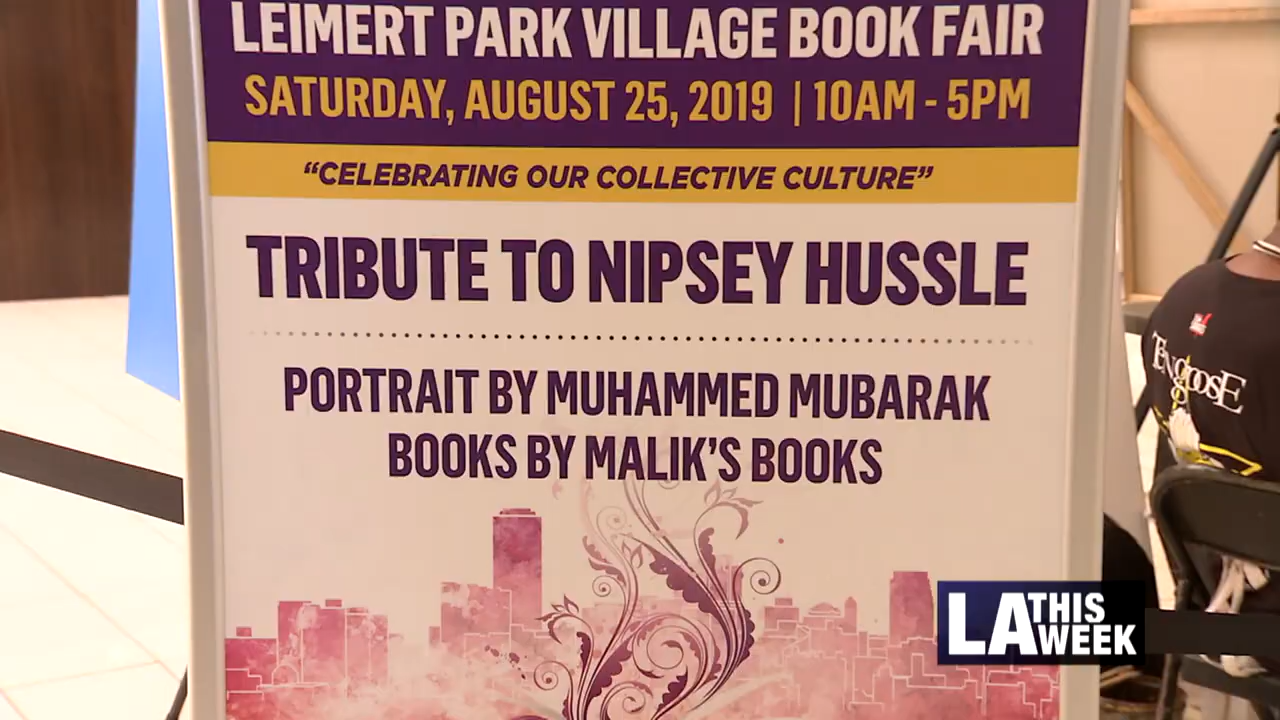 LEIMERT PARK VILLAGE BOOK FAIR
SATURDAY, AUGUST 25, 2019 | 10AM - 5PM
“CELEBRATING OUR COLLECTIVE CULTURE”
TRIBUTE TO NIPSEY HUSSLE
PORTRAIT BY MUHAMMED MUBARAK
BOOKS BY MALIK’S BOOKS
LA THIS WEEK